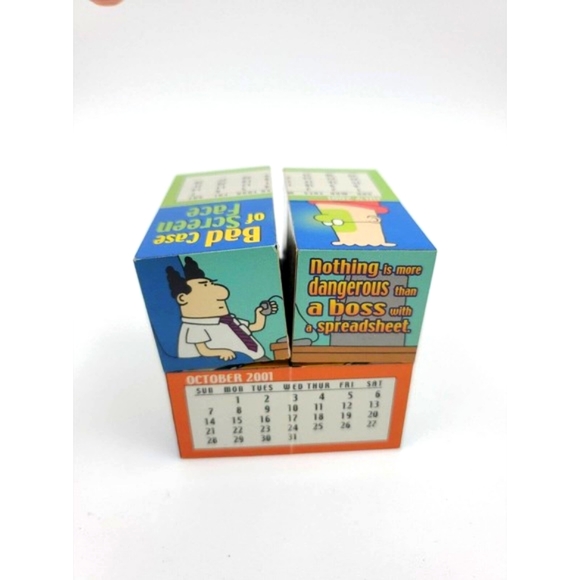 Bad Case
of Screen
Face
Nothing is more
dangerous than
a boss with
a spreadsheet.
OCTOBER 2001
SUN MON TUES WED THUR FRI SAT
1 2 3 4 5 6
7 8 9 10 11 12 13
14 15 16 17 18 19 20
21 22 23 24 25 26 27
28 29 30 31